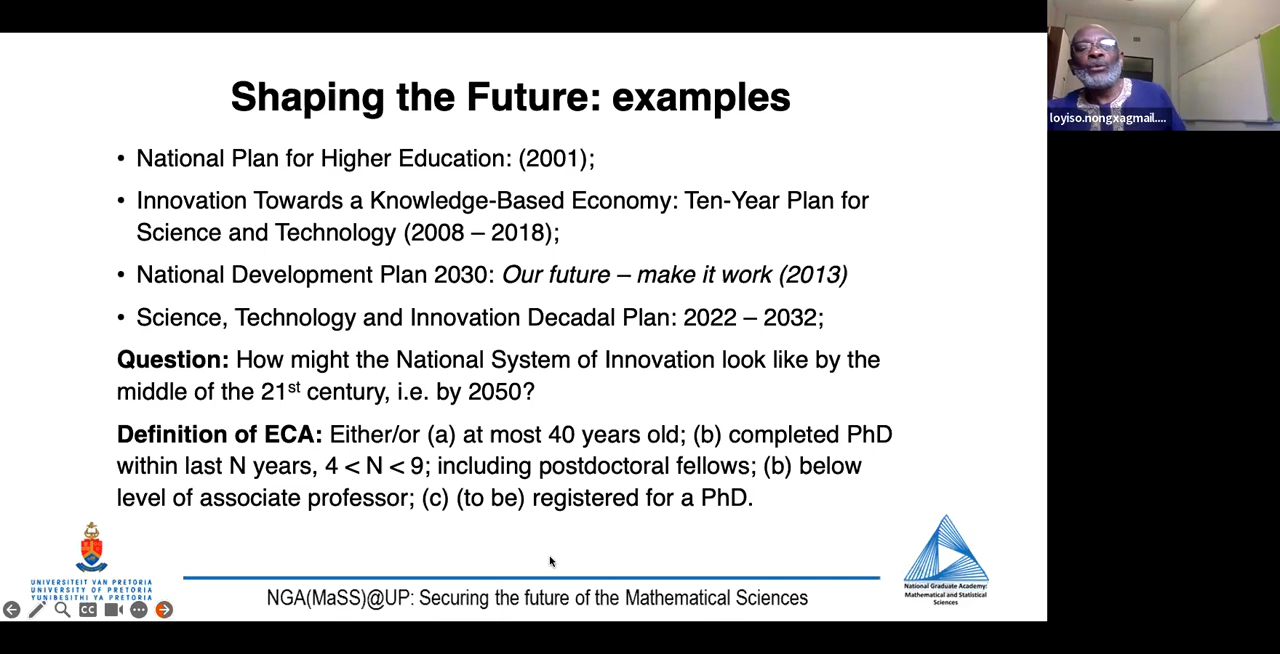 Shaping the Future: examples
• National Plan for Higher Education: (2001);
• Innovation Towards a Knowledge-Based Economy: Ten-Year Plan for
Science and Technology (2008 – 2018);
• National Development Plan 2030: Our future – make it work (2013)
• Science, Technology and Innovation Decadal Plan: 2022 – 2032;
Question: How might the National System of Innovation look like by the
middle of the 21st century, i.e. by 2050?
Definition of ECA: Either/or (a) at most 40 years old; (b) completed PhD
within last N years, 4 < N < 9; including postdoctoral fellows; (b) below
level of associate professor; (c) (to be) registered for a PhD.
UNIVERSITEIT VAN PRETORIA
UNIVERSITY OF PRETORIA
YUNIBESITHI YA PRETORIA
CC
NGA(MaSS)@UP: Securing the future of the Mathematical Sciences
National Graduate Academy:
Mathematical and Statistical
Sciences
loyiso.nongxagmail....